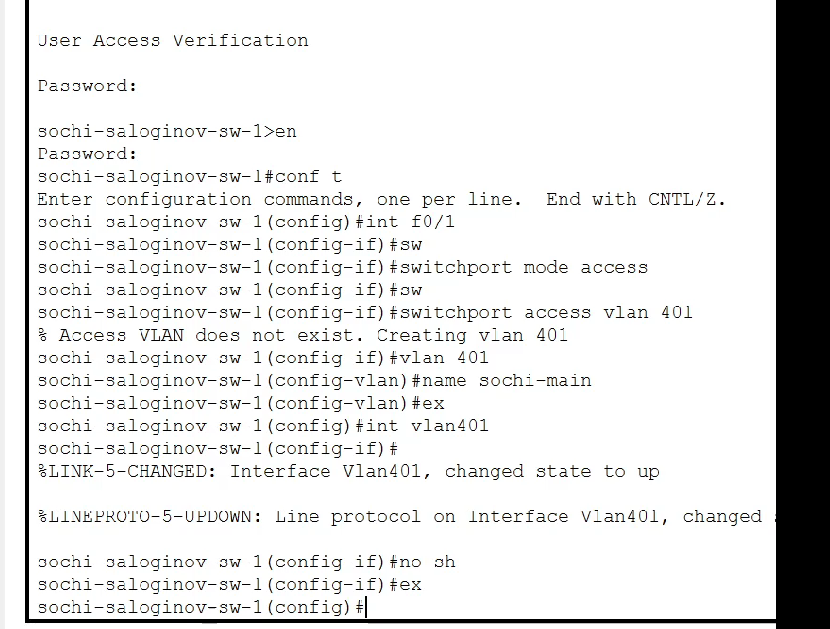 User Access Verification
Password:
sochi-saloginov-sw-1>en
Password:
sochi-saloginov-sw-1#conf t
Enter configuration commands, one per line.  End with CNTL/Z.
sochi-saloginov-sw-1(config)#int f0/1
sochi-saloginov-sw-1(config-if)#sw
sochi-saloginov-sw-1(config-if)#switchport mode access
sochi-saloginov-sw-1(config-if)#sw
sochi-saloginov-sw-1(config-if)#switchport access vlan 401
% Access VLAN does not exist. Creating vlan 401
sochi-saloginov-sw-1(config-if)#vlan 401
sochi-saloginov-sw-1(config-vlan)#name sochi-main
sochi-saloginov-sw-1(config-vlan)#ex
sochi-saloginov-sw-1(config)#int vlan401
sochi-saloginov-sw-1(config-if)#
%LINK-5-CHANGED: Interface Vlan401, changed state to up
%LINEPROTO-5-UPDOWN: Line protocol on Interface Vlan401, changed
sochi-saloginov-sw-1(config-if)#no sh
sochi-saloginov-sw-1(config-if)#ex
sochi-saloginov-sw-1(config)#